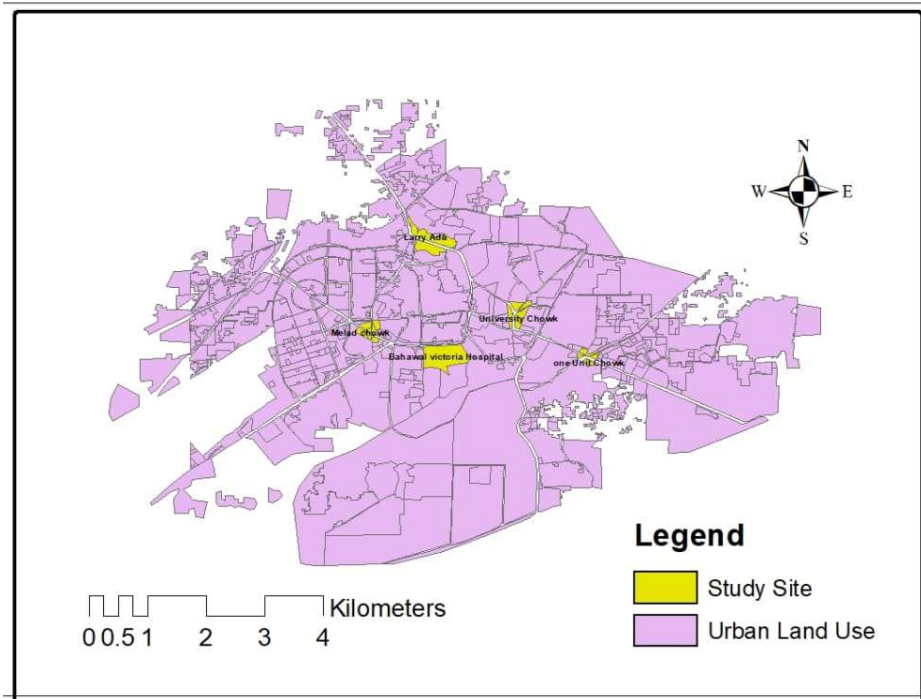 N
W E
S
Larry Ada
University Chowk
Melad chowk
Bahawal victoria Hospital
one Unit Chowk
Legend
Study Site
Urban Land Use
Kilometers
0 0.5 1 2 3 4